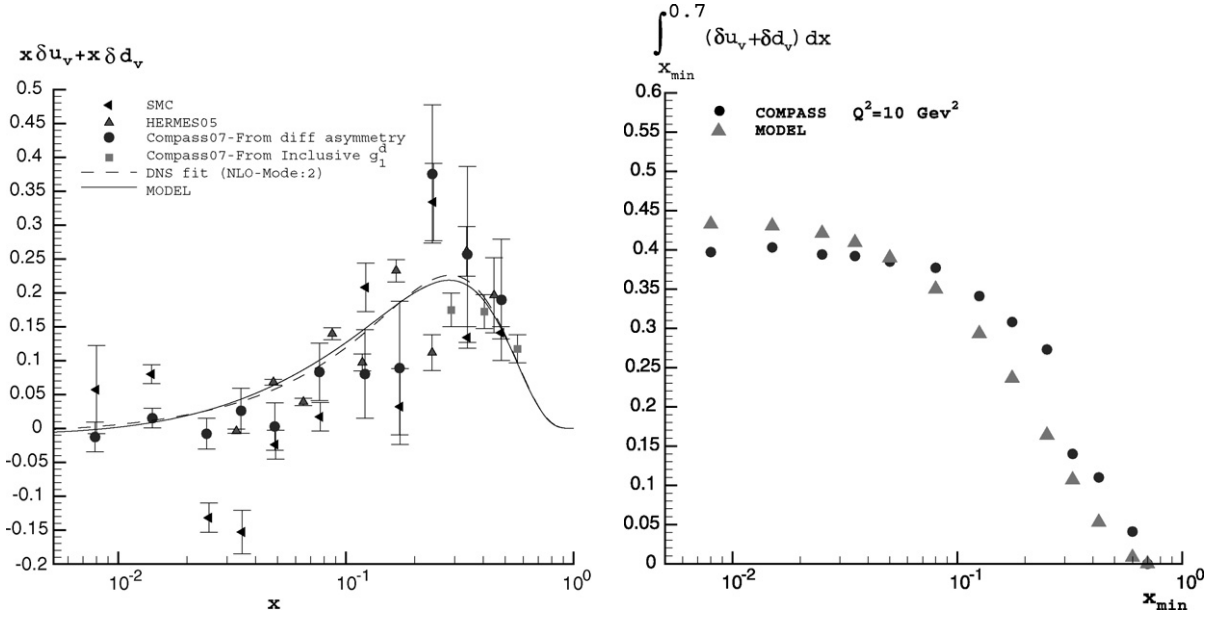 x δu_v+x δd_v
0.5
0.45
0.4
0.35
0.3
0.25
0.2
0.15
0.1
0.05
0
-0.05
-0.1
-0.15
-0.2
SMC
HERMES05
Compass07-From diff asymmetry
Compass07-From Inclusive g_1^d
DNS fit (NLO-Mode:2)
MODEL
10^-2
10^-1
10^0
x
∫_{x_min}^{0.7} (δu_v+δd_v) dx
0.6
0.55
0.5
0.45
0.4
0.35
0.3
0.25
0.2
0.15
0.1
0.05
0
COMPASS Q^2=10 Gev^2
MODEL
10^-2
10^-1
10^0
x_min